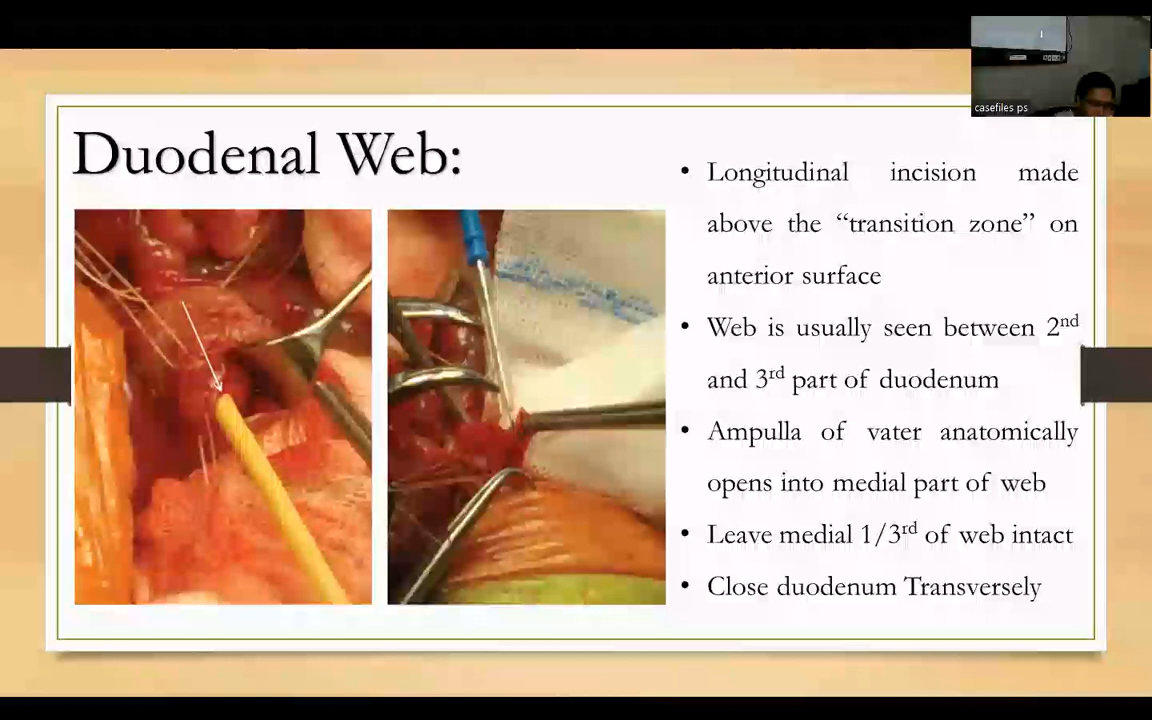 casefiles ps
Duodenal Web:
• Longitudinal incision made
above the “transition zone” on
anterior surface
• Web is usually seen between 2nd
and 3rd part of duodenum
• Ampulla of vater anatomically
opens into medial part of web
• Leave medial 1/3rd of web intact
• Close duodenum Transversely